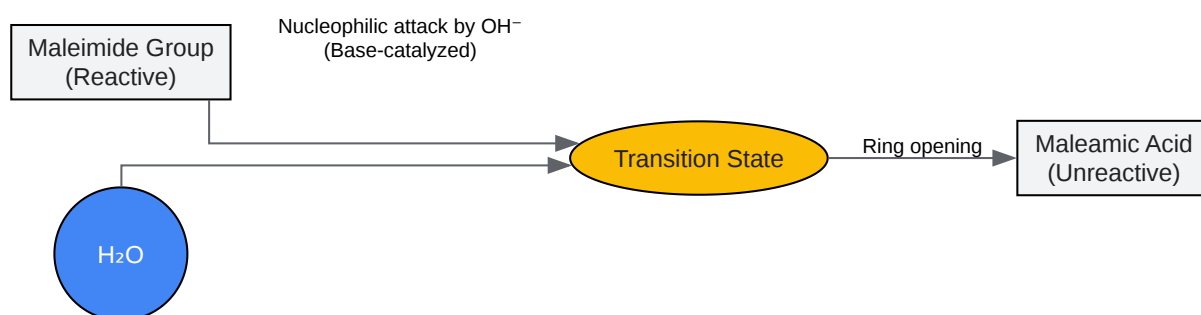 Nucleophilic attack by OH⁻
(Base-catalyzed)
Maleimide Group
(Reactive)
Transition State
Ring opening
Maleamic Acid
(Unreactive)
H₂O